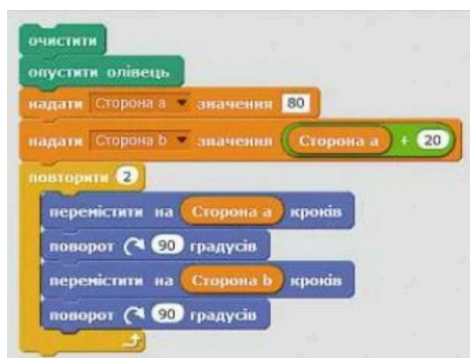 очистити
опустити олівець
надати Сторона a значення 80
надати Сторона b значення Сторона a + 20
повторити 2
перемістити на Сторона a кроків
поворот 90 градусів
перемістити на Сторона b кроків
поворот 90 градусів